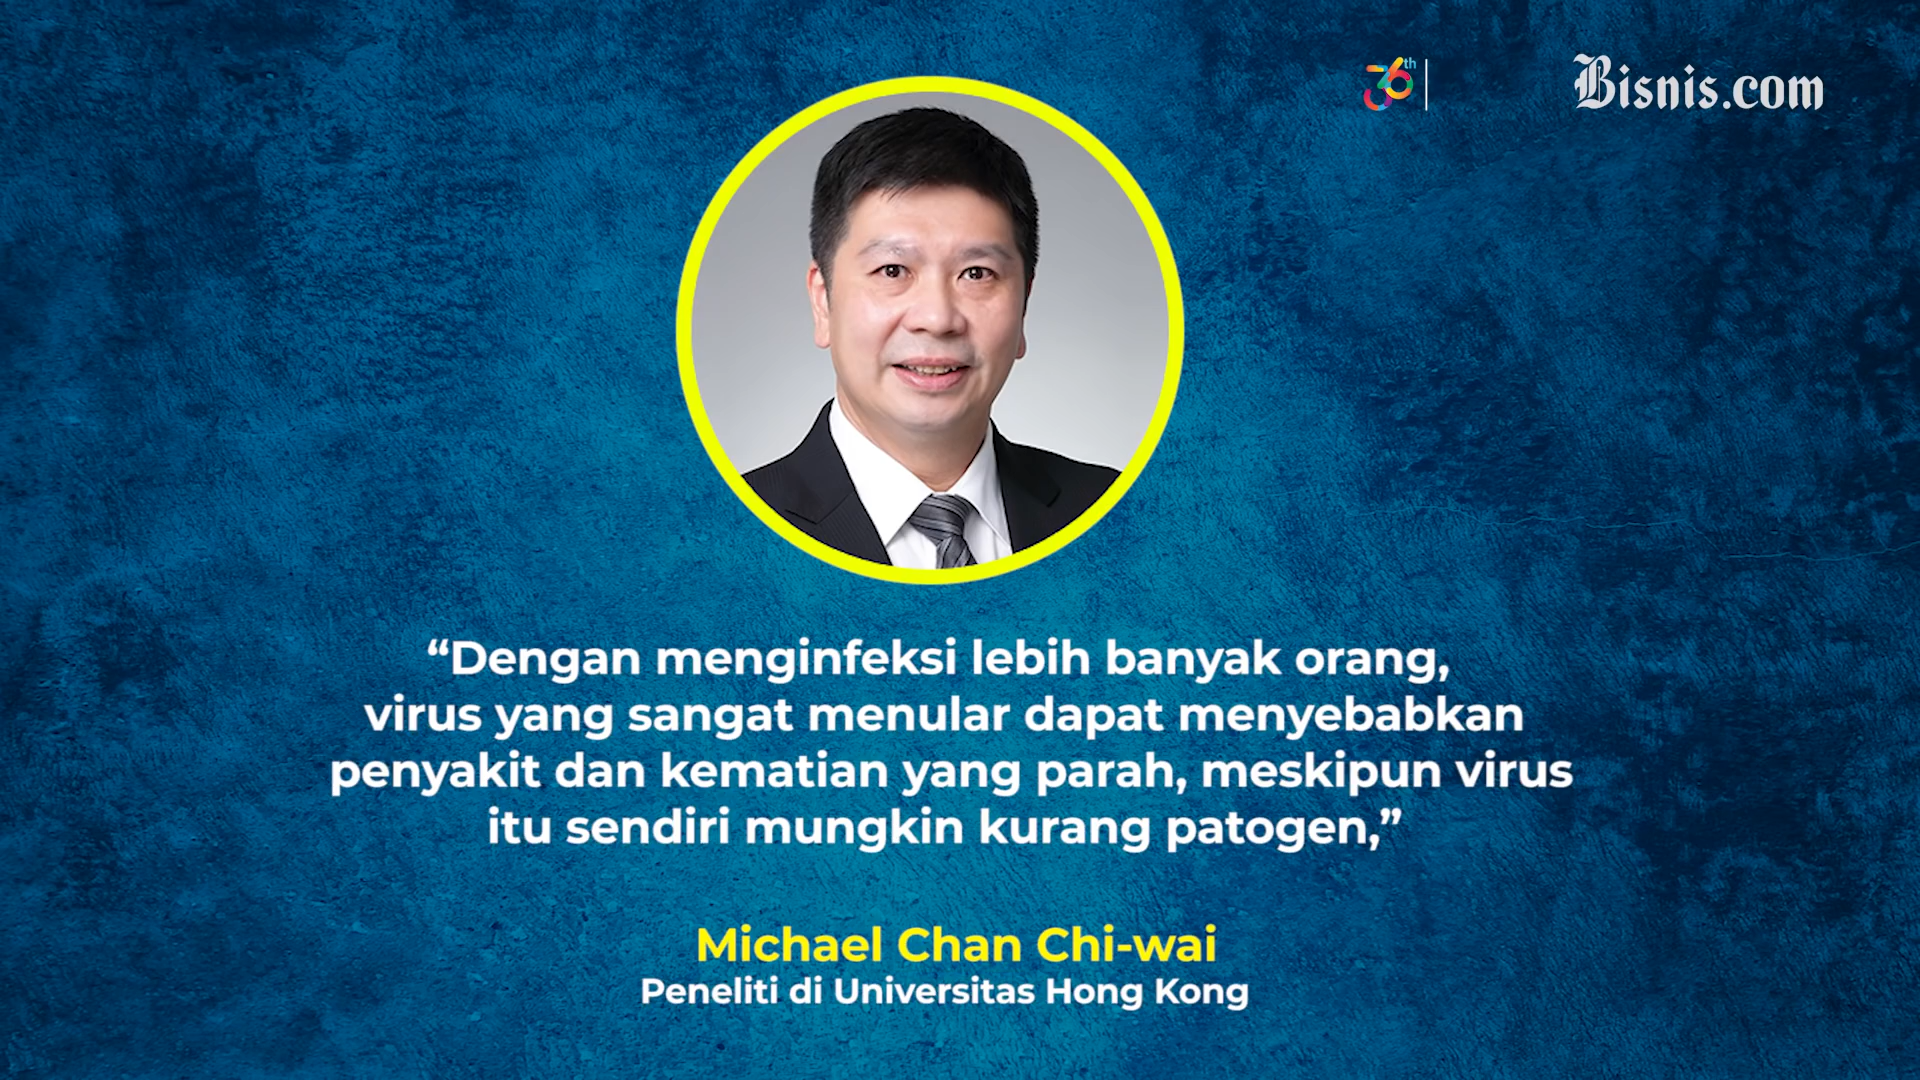 36th
Bisnis.com
“Dengan menginfeksi lebih banyak orang,
virus yang sangat menular dapat menyebabkan
penyakit dan kematian yang parah, meskipun virus
itu sendiri mungkin kurang patogen,”
Michael Chan Chi-wai
Peneliti di Universitas Hong Kong